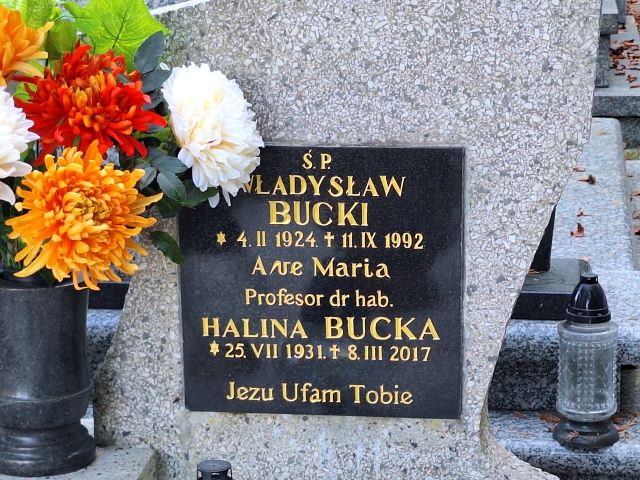 Ś.P.
WŁADYSŁAW
BUCKI
* 4. II 1924. ✝ 11. IX 1992
Ave Maria
Profesor dr hab.
HALINA BUCKA
* 25. VII 1931. ✝ 8. III 2017
Jezu Ufam Tobie